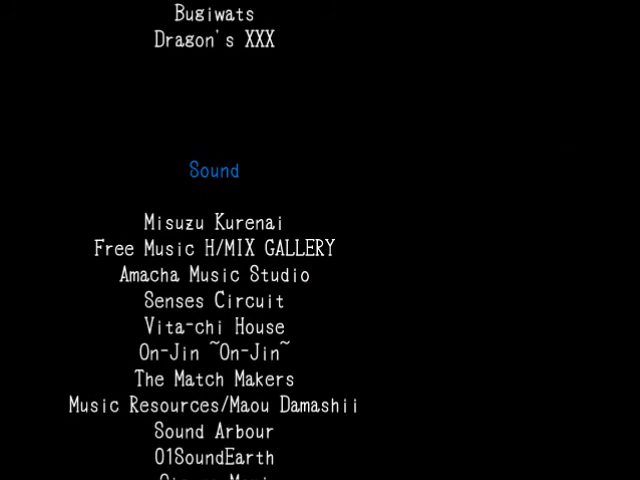 Bugiwats
Dragon's XXX
Sound
Misuzu Kurenai
Free Music H/MIX GALLERY
Amacha Music Studio
Senses Circuit
Vita-chi House
On-Jin ~On-Jin~
The Match Makers
Music Resources/Maou Damashii
Sound Arbour
01SoundEarth